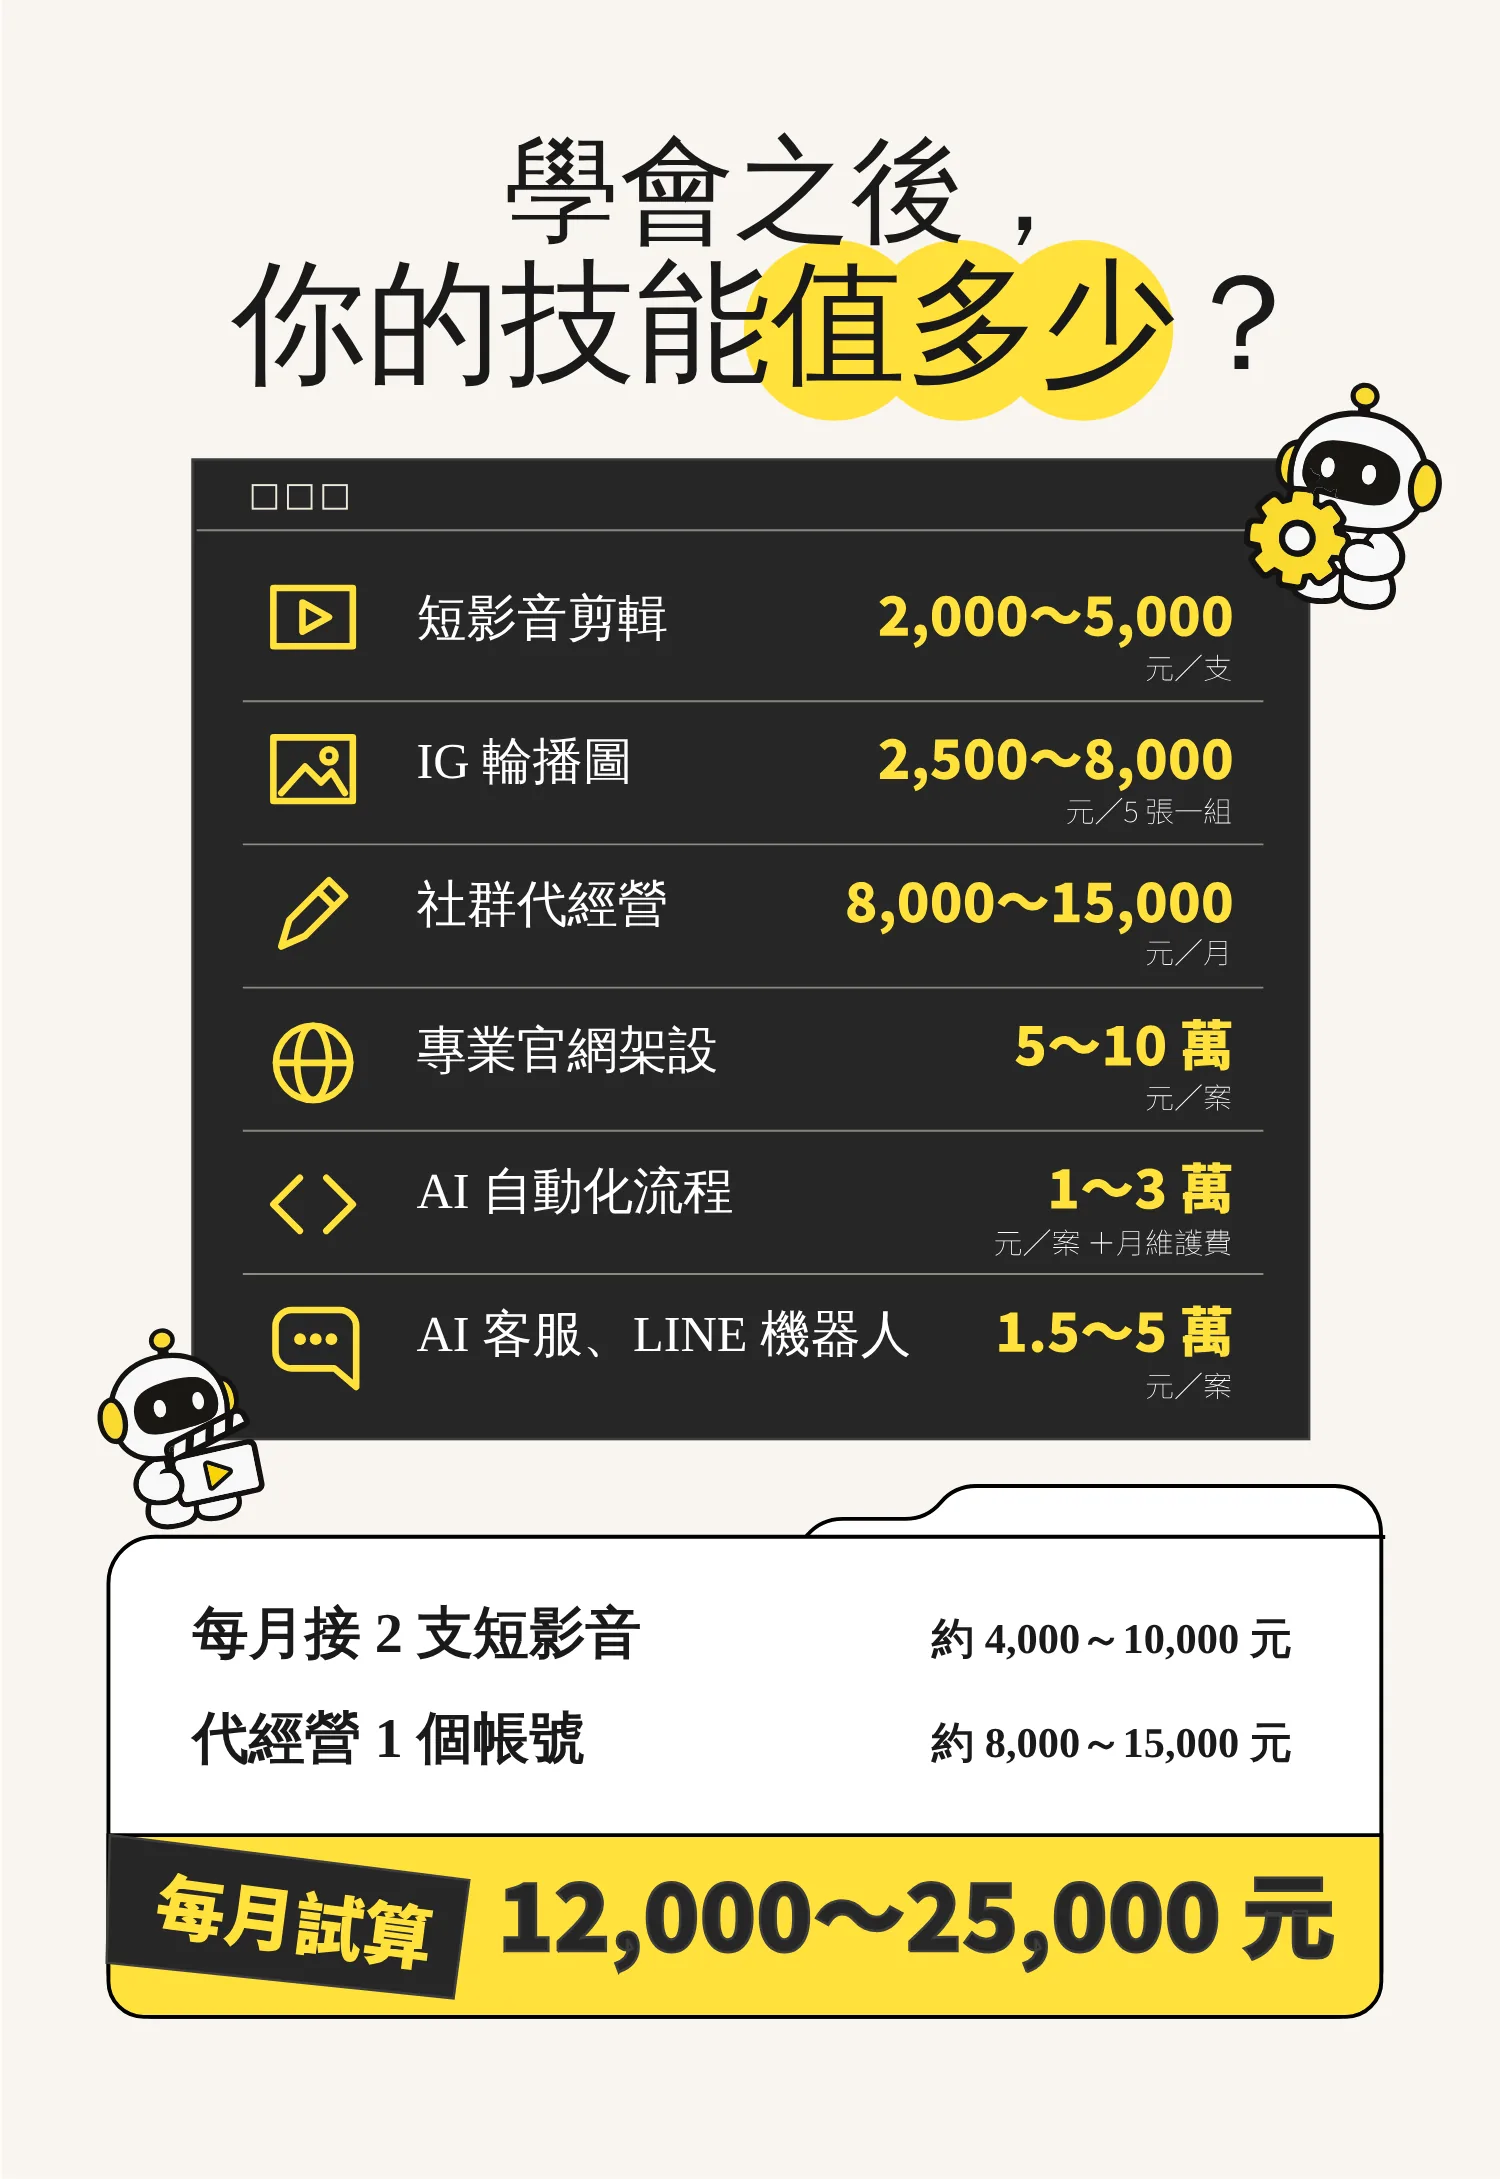 學會之後，
你的技能值多少？
短影音剪輯
2,000～5,000
元／支
IG 輪播圖
2,500～8,000
元／5 張一組
社群代經營
8,000～15,000
元／月
專業官網架設
5～10 萬
元／案
AI 自動化流程
1～3 萬
元／案 ＋月維護費
AI 客服、LINE 機器人
1.5～5 萬
元／案
每月接 2 支短影音
約 4,000～10,000 元
代經營 1 個帳號
約 8,000～15,000 元
每月試算
12,000～25,000 元